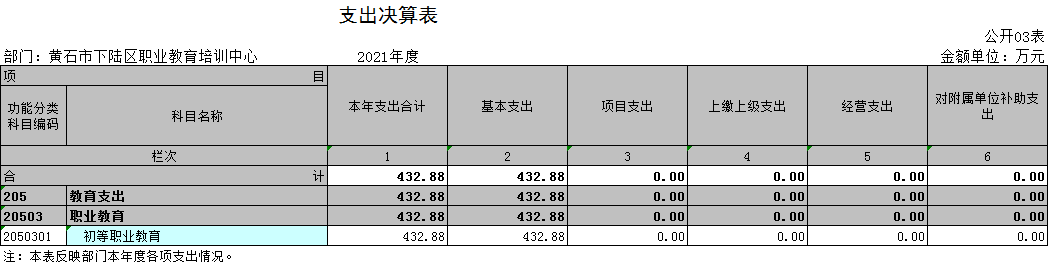 支出决算表
公开03表
部门：黄石市下陆区职业教育培训中心 2021年度 金额单位：万元
项 目 本年支出合计 基本支出 项目支出 上缴上级支出 经营支出 对附属单位补助支出
功能分类科目编码 科目名称
栏次 1 2 3 4 5 6
合 计 432.88 432.88 0.00 0.00 0.00 0.00
205 教育支出 432.88 432.88 0.00 0.00 0.00 0.00
20503 职业教育 432.88 432.88 0.00 0.00 0.00 0.00
2050301 初等职业教育 432.88 432.88 0.00 0.00 0.00 0.00
注：本表反映部门本年度各项支出情况。